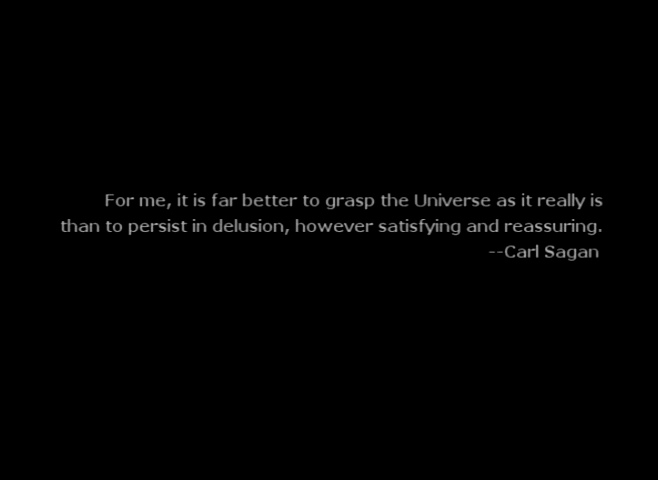 For me, it is far better to grasp the Universe as it really is
than to persist in delusion, however satisfying and reassuring.
--Carl Sagan